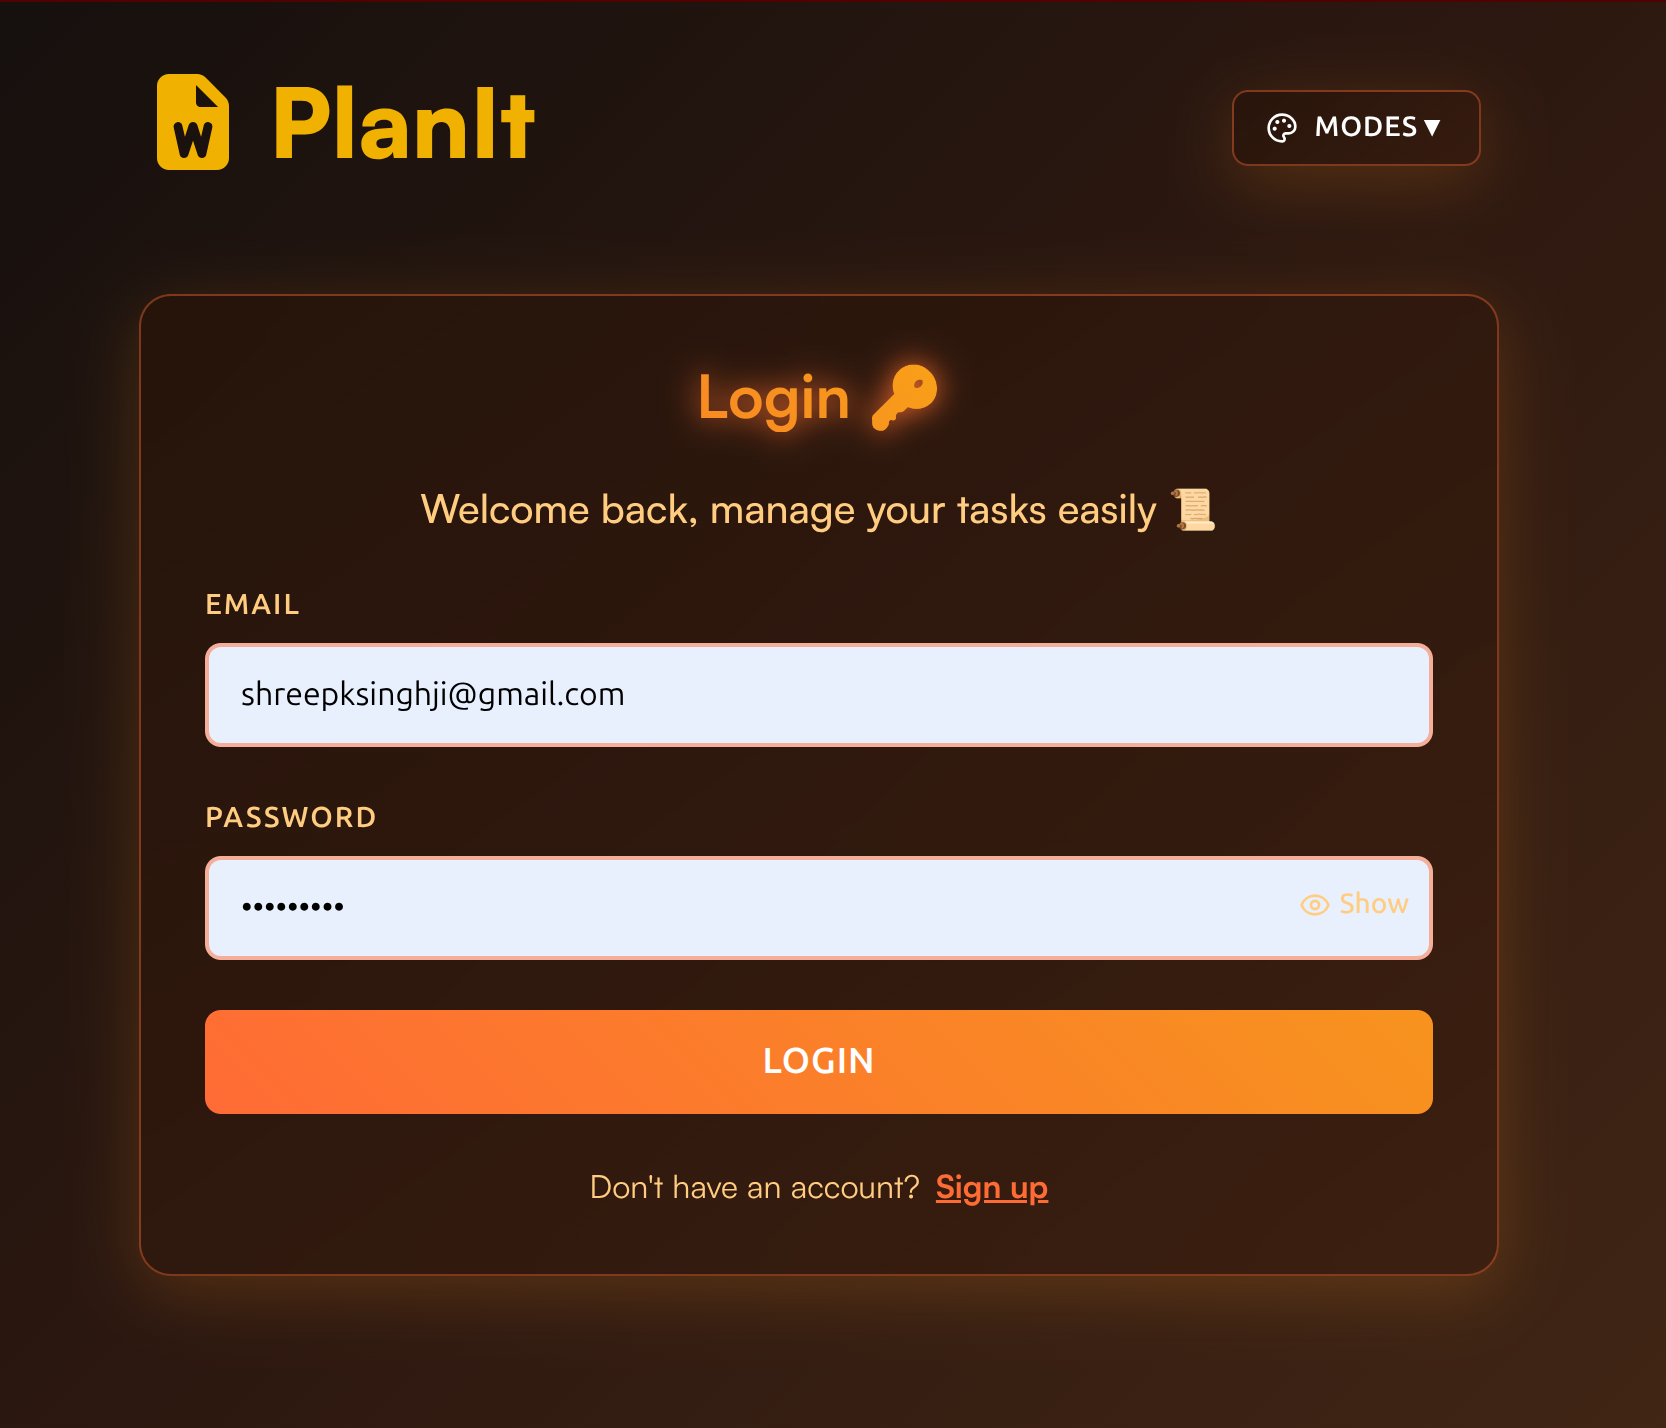 W PlanIt
MODES ▼
Login 🔑
Welcome back, manage your tasks easily 📜
EMAIL
shreepksinghji@gmail.com
PASSWORD
•••••••••
Show
LOGIN
Don't have an account? Sign up